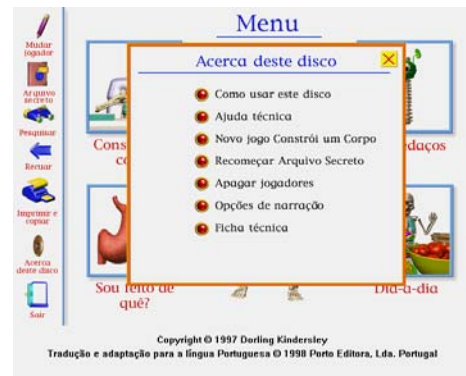 Menu
Mudar
jogador
Arquivo
secreto
Pesquisar
Recuar
Imprimir e
copiar
Acerca
deste disco
Sair
Acerca deste disco
Como usar este disco
Ajuda técnica
Novo jogo Constrói um Corpo
Recomeçar Arquivo Secreto
Apagar jogadores
Opções de narração
Ficha técnica
Sou feito de
quê?
Dia-a-dia
Copyright © 1997 Dorling Kindersley
Tradução e adaptação para a língua Portuguesa © 1998 Porto Editora, Lda. Portugal